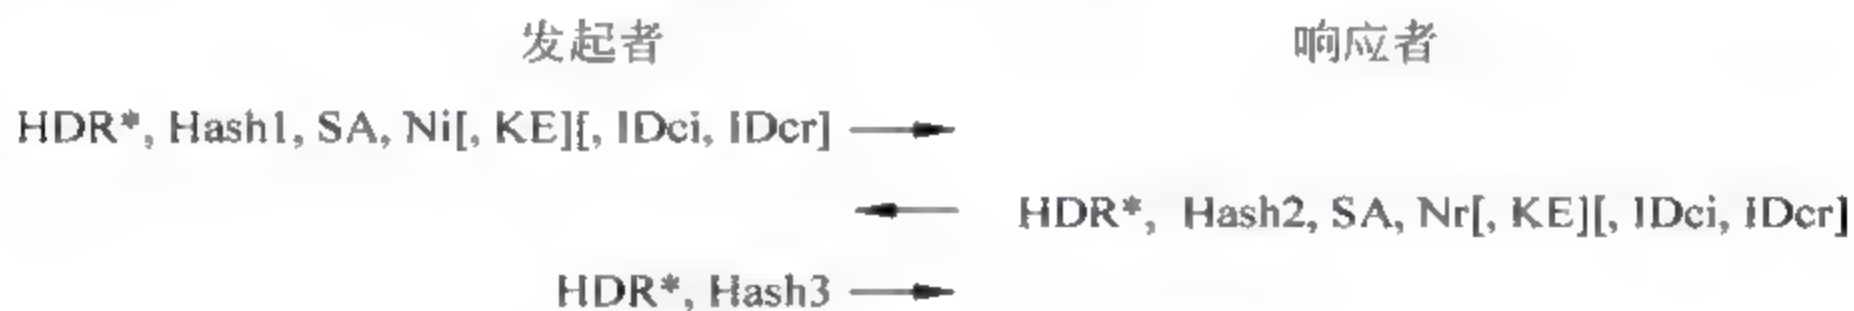 发起者 响应者
HDR*, Hash1, SA, Ni[, KE][, IDci, IDcr]
HDR*, Hash2, SA, Nr[, KE][, IDci, IDcr]
HDR*, Hash3